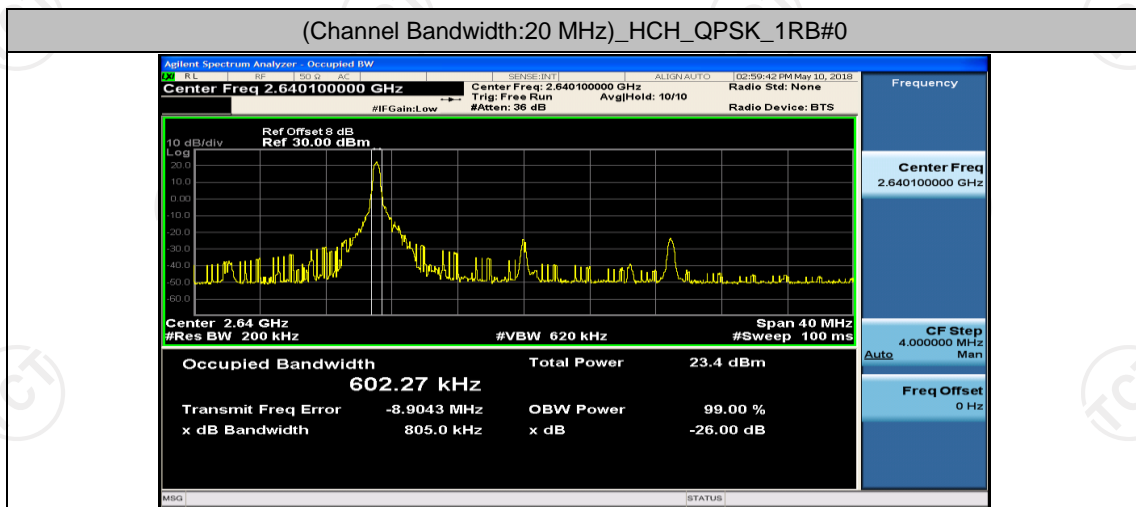 (Channel Bandwidth:20 MHz)_HCH_QPSK_1RB#0
Agilent Spectrum Analyzer - Occupied BW
LXI RL RF 50 Ω AC SENSE:INT ALIGN AUTO 02:59:42 PM May 10, 2018
Center Freq 2.640100000 GHz Center Freq: 2.640100000 GHz Radio Std: None
Trig: Free Run Avg|Hold: 10/10
#IFGain:Low #Atten: 36 dB Radio Device: BTS
Ref Offset 8 dB
10 dB/div Ref 30.00 dBm
Log
20.0
10.0
0.00
-10.0
-20.0
-30.0
-40.0
-50.0
-60.0
Center 2.64 GHz Span 40 MHz
#Res BW 200 kHz #VBW 620 kHz #Sweep 100 ms
Occupied Bandwidth Total Power 23.4 dBm
602.27 kHz
Transmit Freq Error -8.9043 MHz OBW Power 99.00 %
x dB Bandwidth 805.0 kHz x dB -26.00 dB
MSG STATUS
Frequency
Center Freq
2.640100000 GHz
CF Step
4.000000 MHz
Auto Man
Freq Offset
0 Hz
TCT
TCT